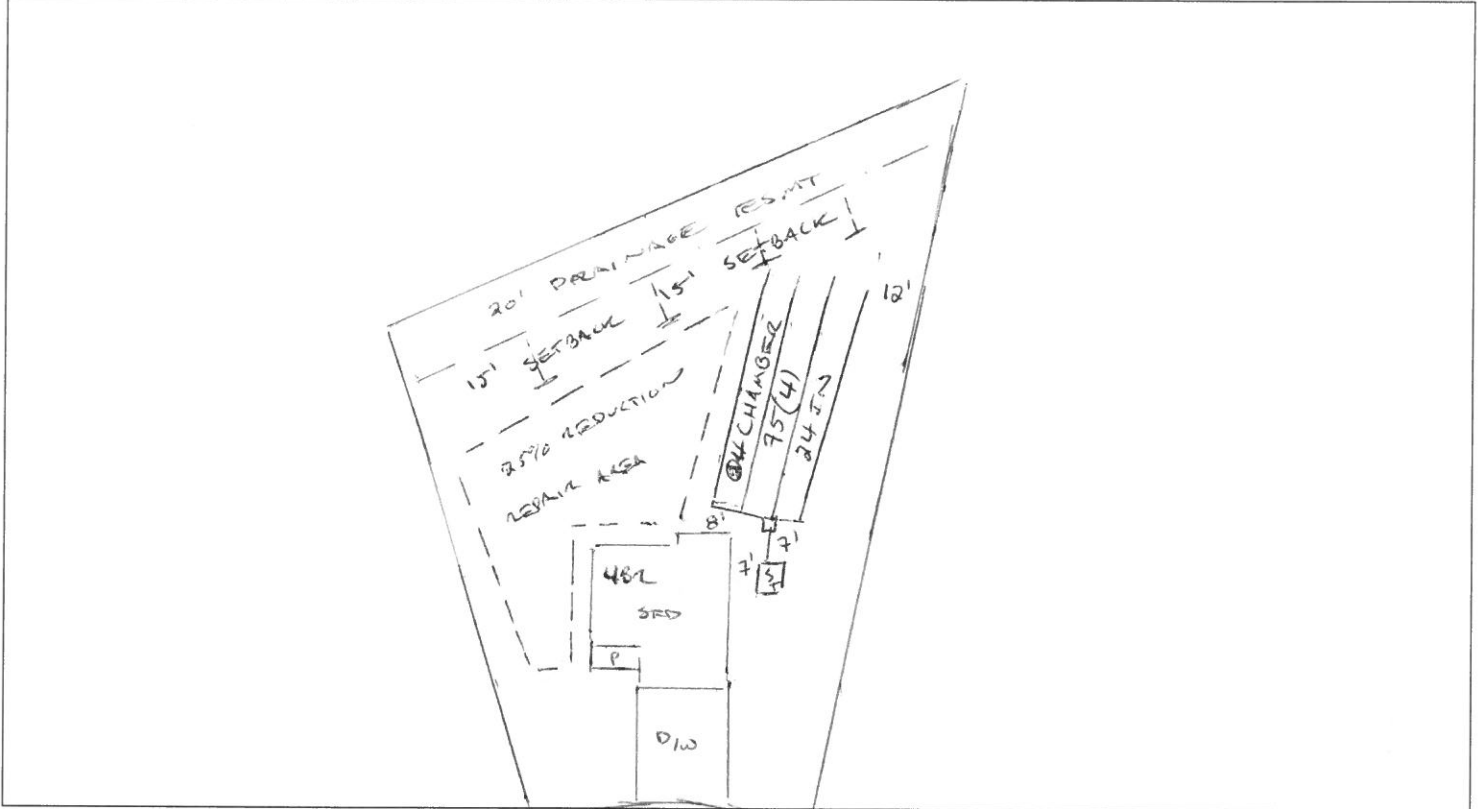 20' DRAINAGE ESMT
15' SETBACK
15' SETBACK
12'
25% REDUCTION
REPAIR AREA
CHAMBER
75(4)
24 IN
8'
7'
7'
ST
4BR
SFD
P
D/W